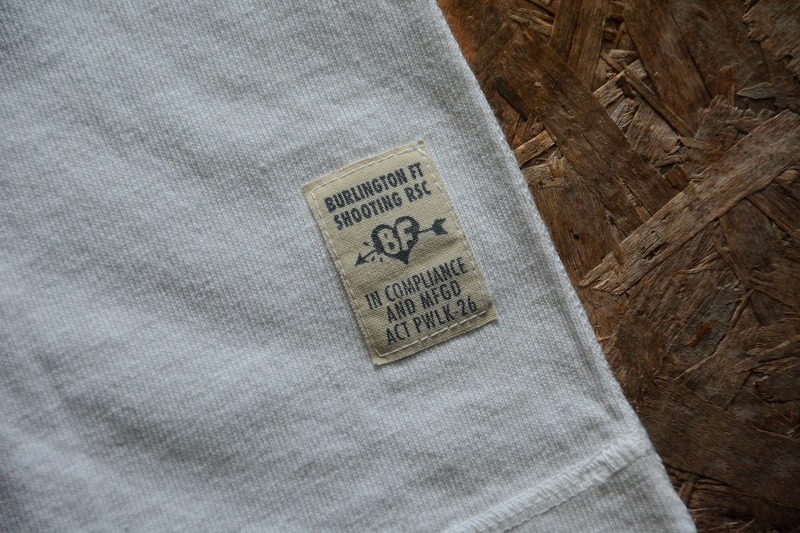 BURLINGTON FT
SHOOTING RSC
BF
IN COMPLIANCE
AND MFGD
ACT PWLK-26